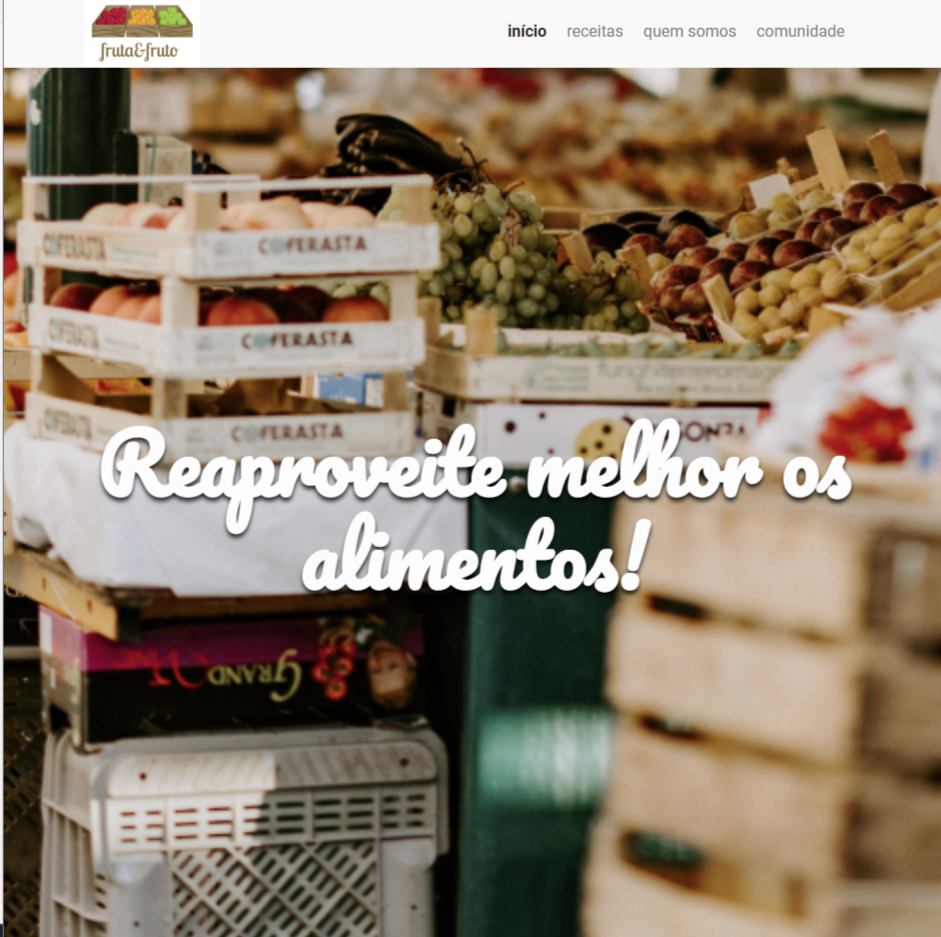 fruta&fruto
início receitas quem somos comunidade
COFERASTA
COFERASTA
COFERASTA
COFERASTA
COFERASTA
COFERASTA
Reaproveite melhor os
alimentos!
GRAND